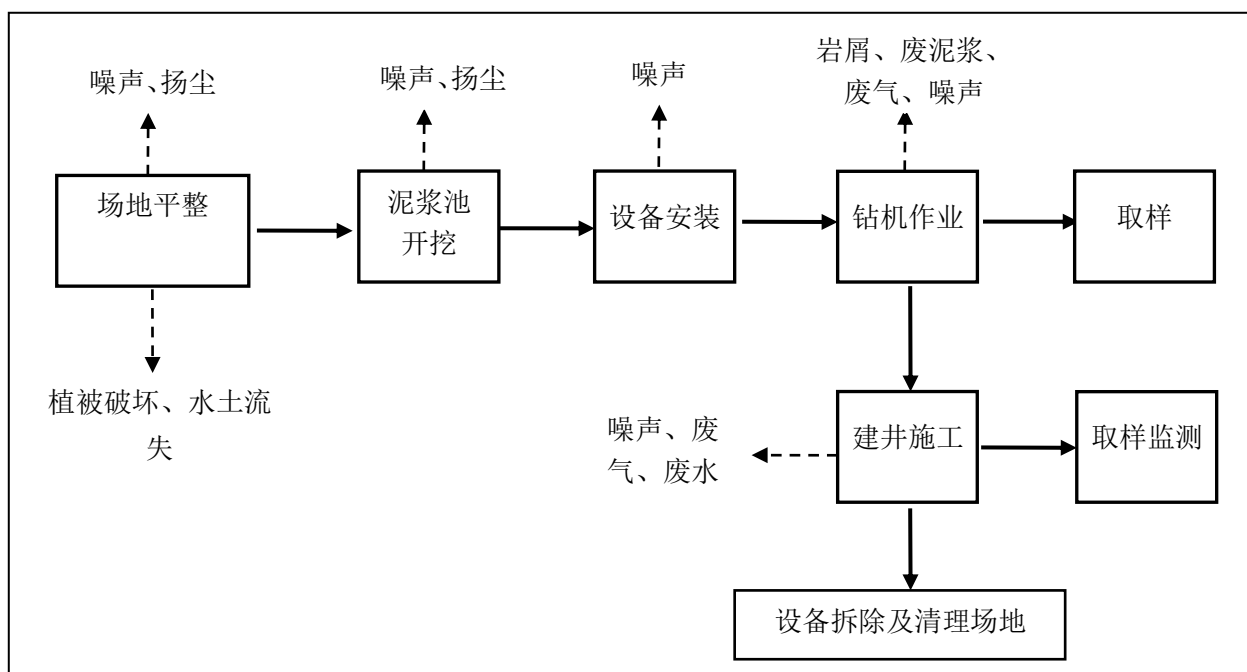 噪声、扬尘
噪声、扬尘
噪声
岩屑、废泥浆、
废气、噪声
场地平整
泥浆池
开挖
设备安装
钻机作业
取样
植被破坏、水土流
失
噪声、废
气、废水
建井施工
取样监测
设备拆除及清理场地